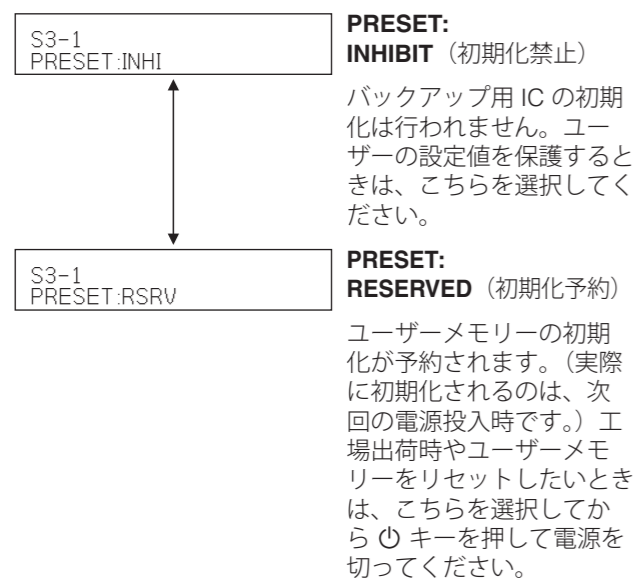 S3-1
PRESET:INHI
PRESET:
INHIBIT（初期化禁止）
バックアップ用 IC の初期
化は行われません。ユー
ザーの設定値を保護すると
きは、こちらを選択してく
ださい。
S3-1
PRESET:RSRV
PRESET:
RESERVED（初期化予約）
ユーザーメモリーの初期
化が予約されます。（実際
に初期化されるのは、次
回の電源投入時です。）工
場出荷時やユーザーメモ
リーをリセットしたいとき
は、こちらを選択してか
ら ⏻ キーを押して電源を
切ってください。